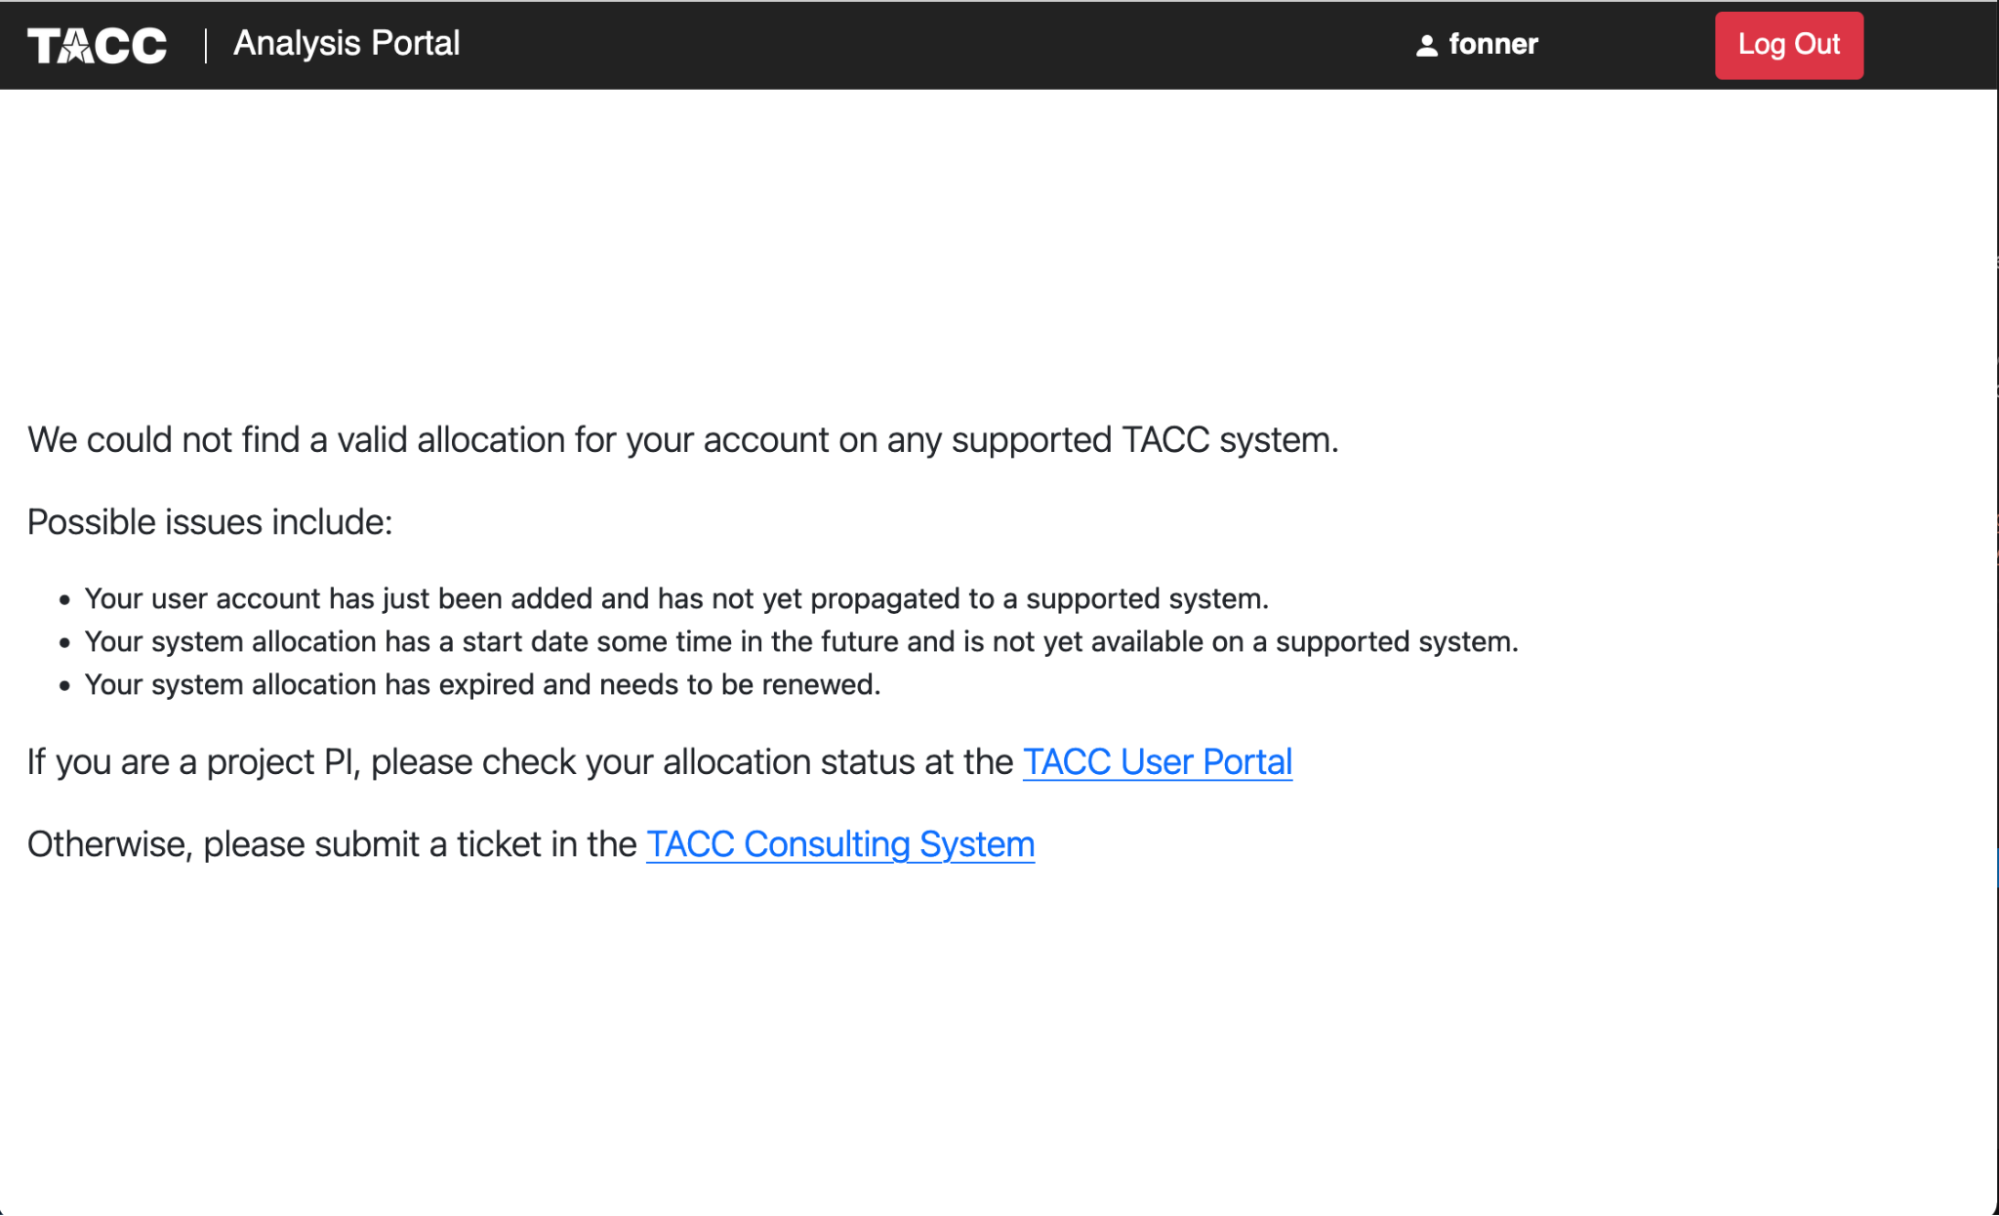 TACC | Analysis Portal fonner Log Out
We could not find a valid allocation for your account on any supported TACC system.
Possible issues include:
• Your user account has just been added and has not yet propagated to a supported system.
• Your system allocation has a start date some time in the future and is not yet available on a supported system.
• Your system allocation has expired and needs to be renewed.
If you are a project PI, please check your allocation status at the TACC User Portal
Otherwise, please submit a ticket in the TACC Consulting System